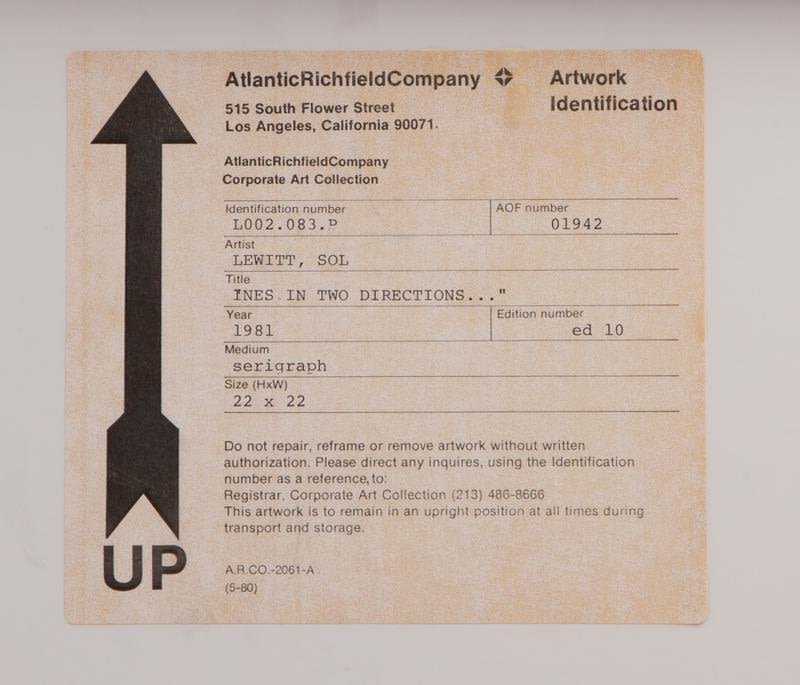 AtlanticRichfieldCompany
Artwork
Identification
515 South Flower Street
Los Angeles, California 90071.
AtlanticRichfieldCompany
Corporate Art Collection
Identification number
L002.083.P
AOF number
01942
Artist
LEWITT, SOL
Title
INES IN TWO DIRECTIONS..."
Year
1981
Edition number
ed 10
Medium
serigraph
Size (HxW)
22 x 22
Do not repair, reframe or remove artwork without written
authorization. Please direct any inquires, using the Identification
number as a reference, to:
Registrar, Corporate Art Collection (213) 486-8666
This artwork is to remain in an upright position at all times during
transport and storage.
UP
A.R.CO.-2061-A
(5-80)